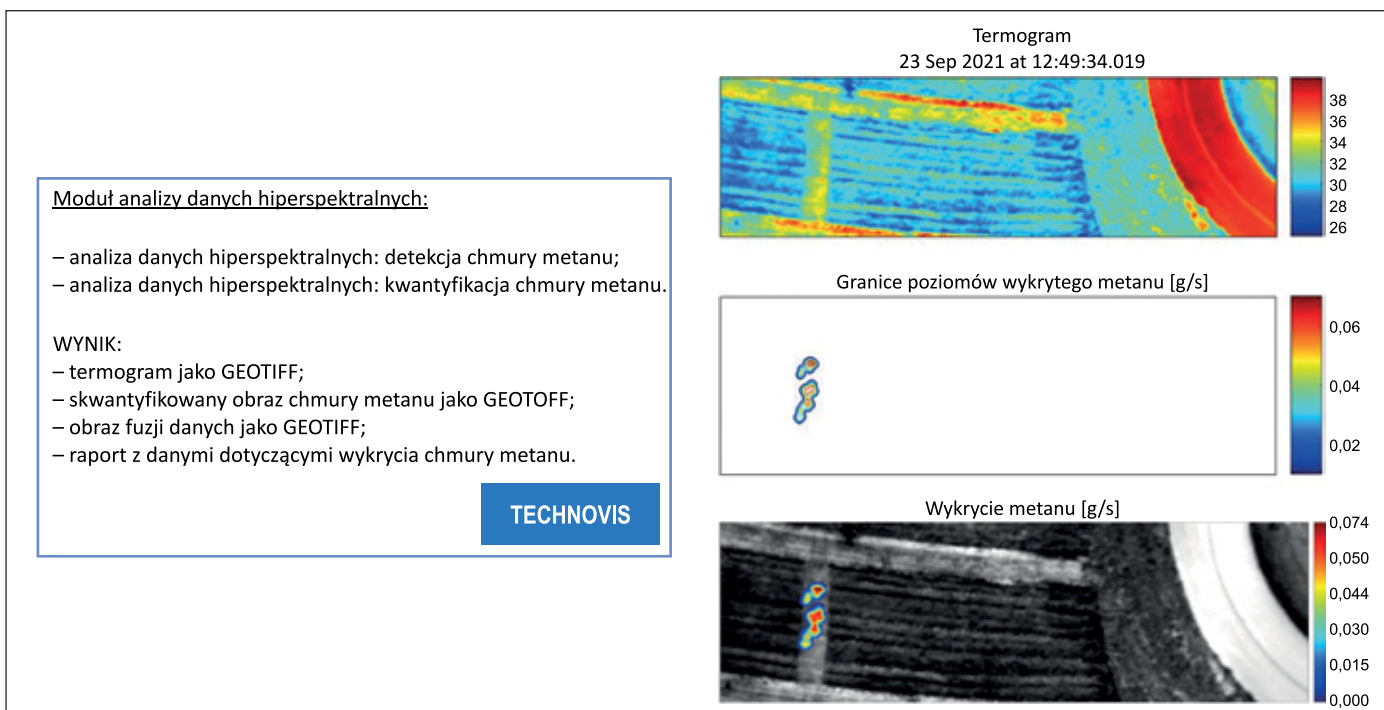 Moduł analizy danych hiperspektralnych:
– analiza danych hiperspektralnych: detekcja chmury metanu;
– analiza danych hiperspektralnych: kwantyfikacja chmury metanu.
WYNIK:
– termogram jako GEOTIFF;
– skwantyfikowany obraz chmury metanu jako GEOTOFF;
– obraz fuzji danych jako GEOTIFF;
– raport z danymi dotyczącymi wykrycia chmury metanu.
TECHNOVIS
Termogram
23 Sep 2021 at 12:49:34.019
38
36
34
32
30
28
26
Granice poziomów wykrytego metanu [g/s]
0,06
0,04
0,02
Wykrycie metanu [g/s]
0,074
0,050
0,044
0,030
0,015
0,000